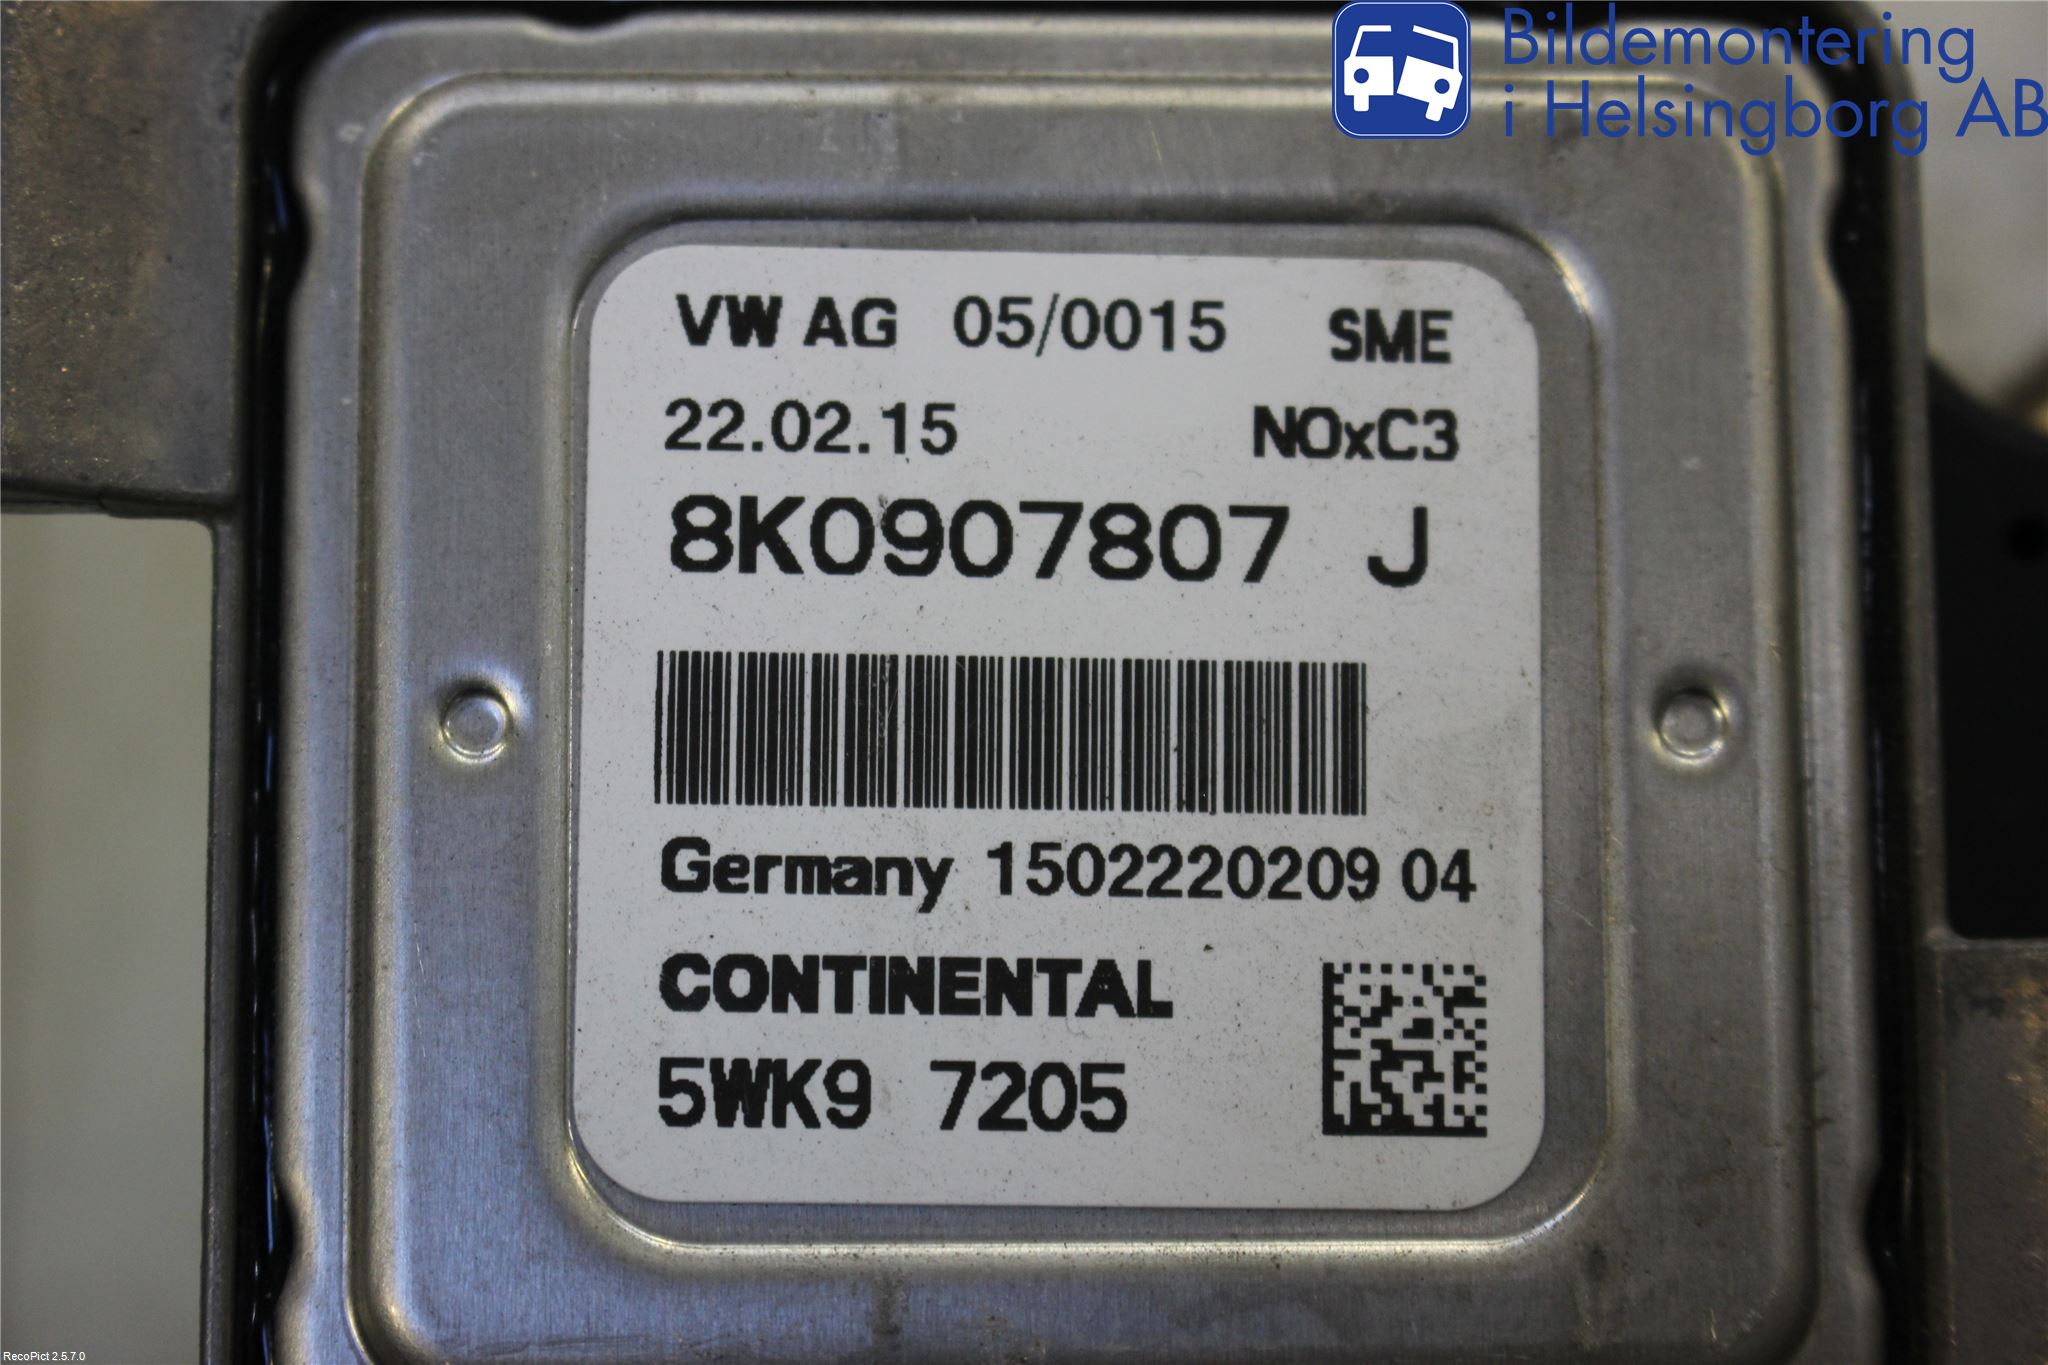 Bildemontering
i Helsingborg AB
VW AG 05/0015 SME
22.02.15 NOxC3
8K0907807 J
Germany 1502220209 04
CONTINENTAL
5WK9 7205
RecoPict 2.5.7.0